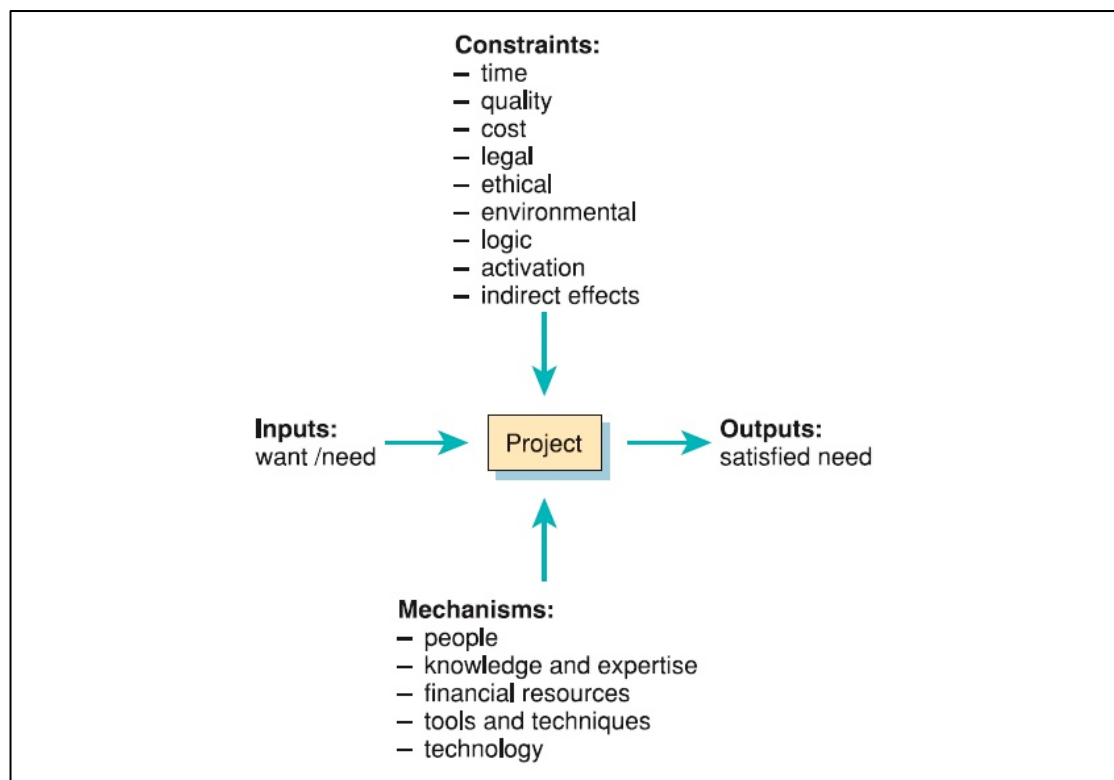 Constraints:
– time
– quality
– cost
– legal
– ethical
– environmental
– logic
– activation
– indirect effects
Inputs:
want /need
Project
Outputs:
satisfied need
Mechanisms:
– people
– knowledge and expertise
– financial resources
– tools and techniques
– technology